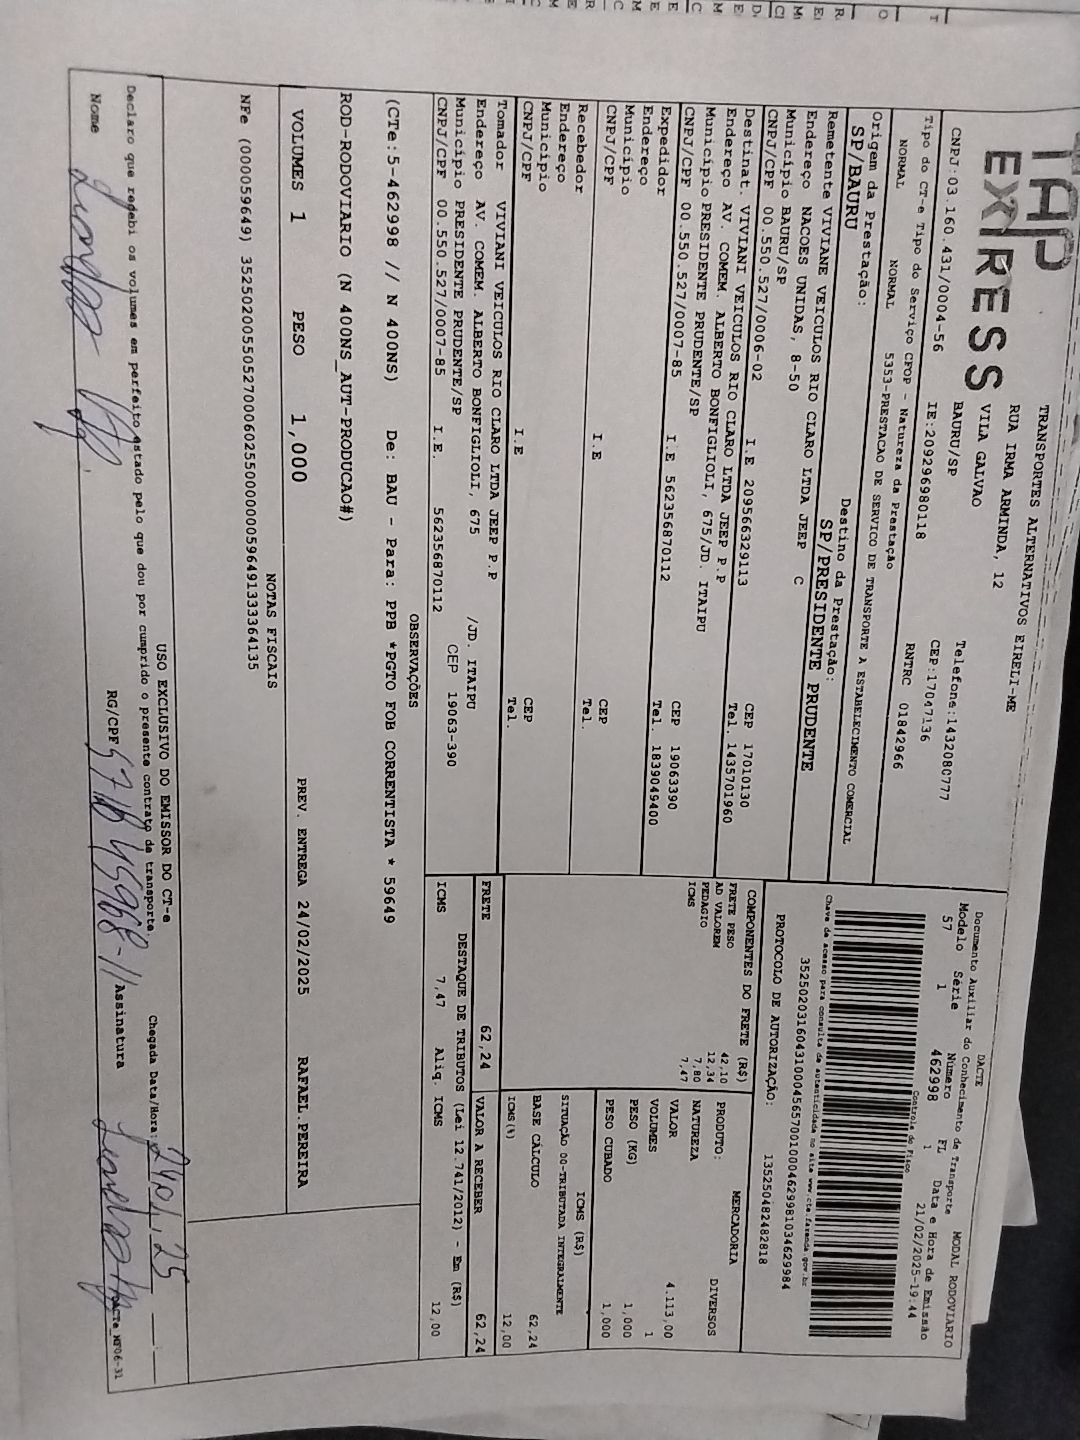 TAP
EXPRESS
TRANSPORTES ALTERNATIVOS EIRELI-ME
RUA IRMA ARMINDA, 12
VILA GALVAO
BAURU/SP
Telefone:1432080777
CEP:17047136
CNPJ:03.160.431/0004-56
IE:209296980118
RNTRC 01842966
Tipo do CT-e Tipo do Serviço CFOP - Natureza da Prestação
NORMAL NORMAL 5353-PRESTACAO DE SERVICO DE TRANSPORTE A ESTABELECIMENTO COMERCIAL
Origem da Prestação: Destino da Prestação:
SP/BAURU SP/PRESIDENTE PRUDENTE
Remetente VIVIANE VEICULOS RIO CLARO LTDA JEEP C
Endereço NACOES UNIDAS, 8-50
Município BAURU/SP CEP 17010130
CNPJ/CPF 00.550.527/0006-02 I.E 209566329113 Tel. 1435701960
Destinat. VIVIANI VEICULOS RIO CLARO LTDA JEEP P.P
Endereço AV. COMEM. ALBERTO BONFIGLIOLI, 675/JD. ITAIPU
Município PRESIDENTE PRUDENTE/SP CEP 19063390
CNPJ/CPF 00.550.527/0007-85 I.E 562356870112 Tel. 1839049400
Expedidor
Endereço
Município CEP
CNPJ/CPF I.E Tel.
Recebedor
Endereço
Município CEP
CNPJ/CPF I.E Tel.
Tomador VIVIANI VEICULOS RIO CLARO LTDA JEEP P.P
Endereço AV. COMEM. ALBERTO BONFIGLIOLI, 675 /JD. ITAIPU
Município PRESIDENTE PRUDENTE/SP CEP 19063-390
CNPJ/CPF 00.550.527/0007-85 I.E. 562356870112
DACTE MODAL RODOVIARIO
Documento Auxiliar do Conhecimento de Transporte
Modelo Série Número FL Data e Hora de Emissão
57 1 462998 1 21/02/2025-19:44
Controle do Fisco
Chave de acesso para consulta de autenticidade no site www.cte.fazenda.gov.br
PROTOCOLO DE AUTORIZAÇÃO: 135250482482818
COMPONENTES DO FRETE (R$)
FRETE PESO 42,10
AD VALOREM 12,34
PEDAGIO 7,80
ICMS 7,47
MERCADORIA
PRODUTO: DIVERSOS
NATUREZA
VALOR 4.113,00
VOLUMES 1
PESO (KG) 1,000
PESO CUBADO 1,000
ICMS (R$)
SITUAÇÃO 00-TRIBUTADA INTEGRALMENTE
BASE CÁLCULO 62,24
ICMS(%) 12,00
FRETE 62,24 VALOR A RECEBER 62,24
DESTAQUE DE TRIBUTOS (Lei 12.741/2012) - Em (R$)
ICMS 7,47 Aliq. ICMS 12,00
OBSERVAÇÕES
(CTe:5-462998 // N 400NS) De: BAU - Para: PPB *PGTO FOB CORRENTISTA * 59649
ROD-RODOVIARIO (N 400NS_AUT-PRODUCAO#)
VOLUMES 1 PESO 1,000 PREV. ENTREGA 24/02/2025 RAFAEL.PEREIRA
NOTAS FISCAIS
USO EXCLUSIVO DO EMISSOR DO CT-e
Declaro que recebi os volumes em perfeito estado pelo que dou por cumprido o presente contrato de transporte.
Chegada Data/Hora:
Nome RG/CPF Assinatura